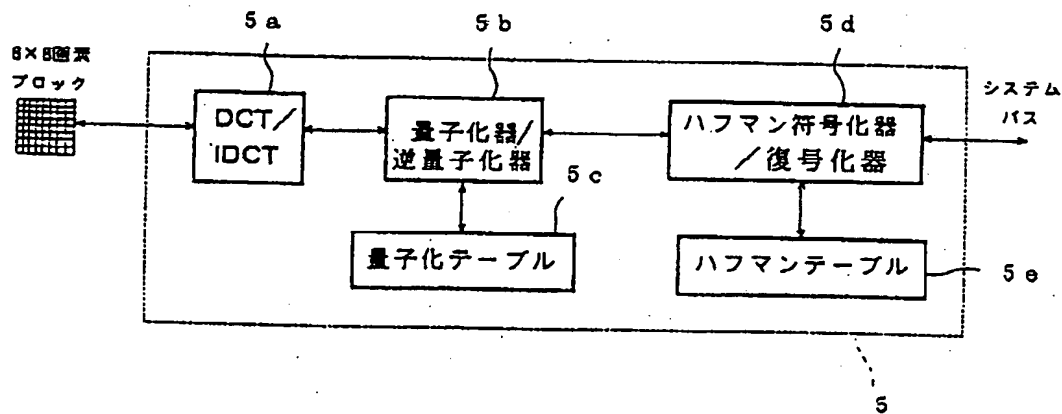 5a
5b
5d
8×8画素
ブロック
システム
バス
DCT／
IDCT
量子化器/
逆量子化器
ハフマン符号化器
／復号化器
5c
量子化テーブル
ハフマンテーブル
5e
5